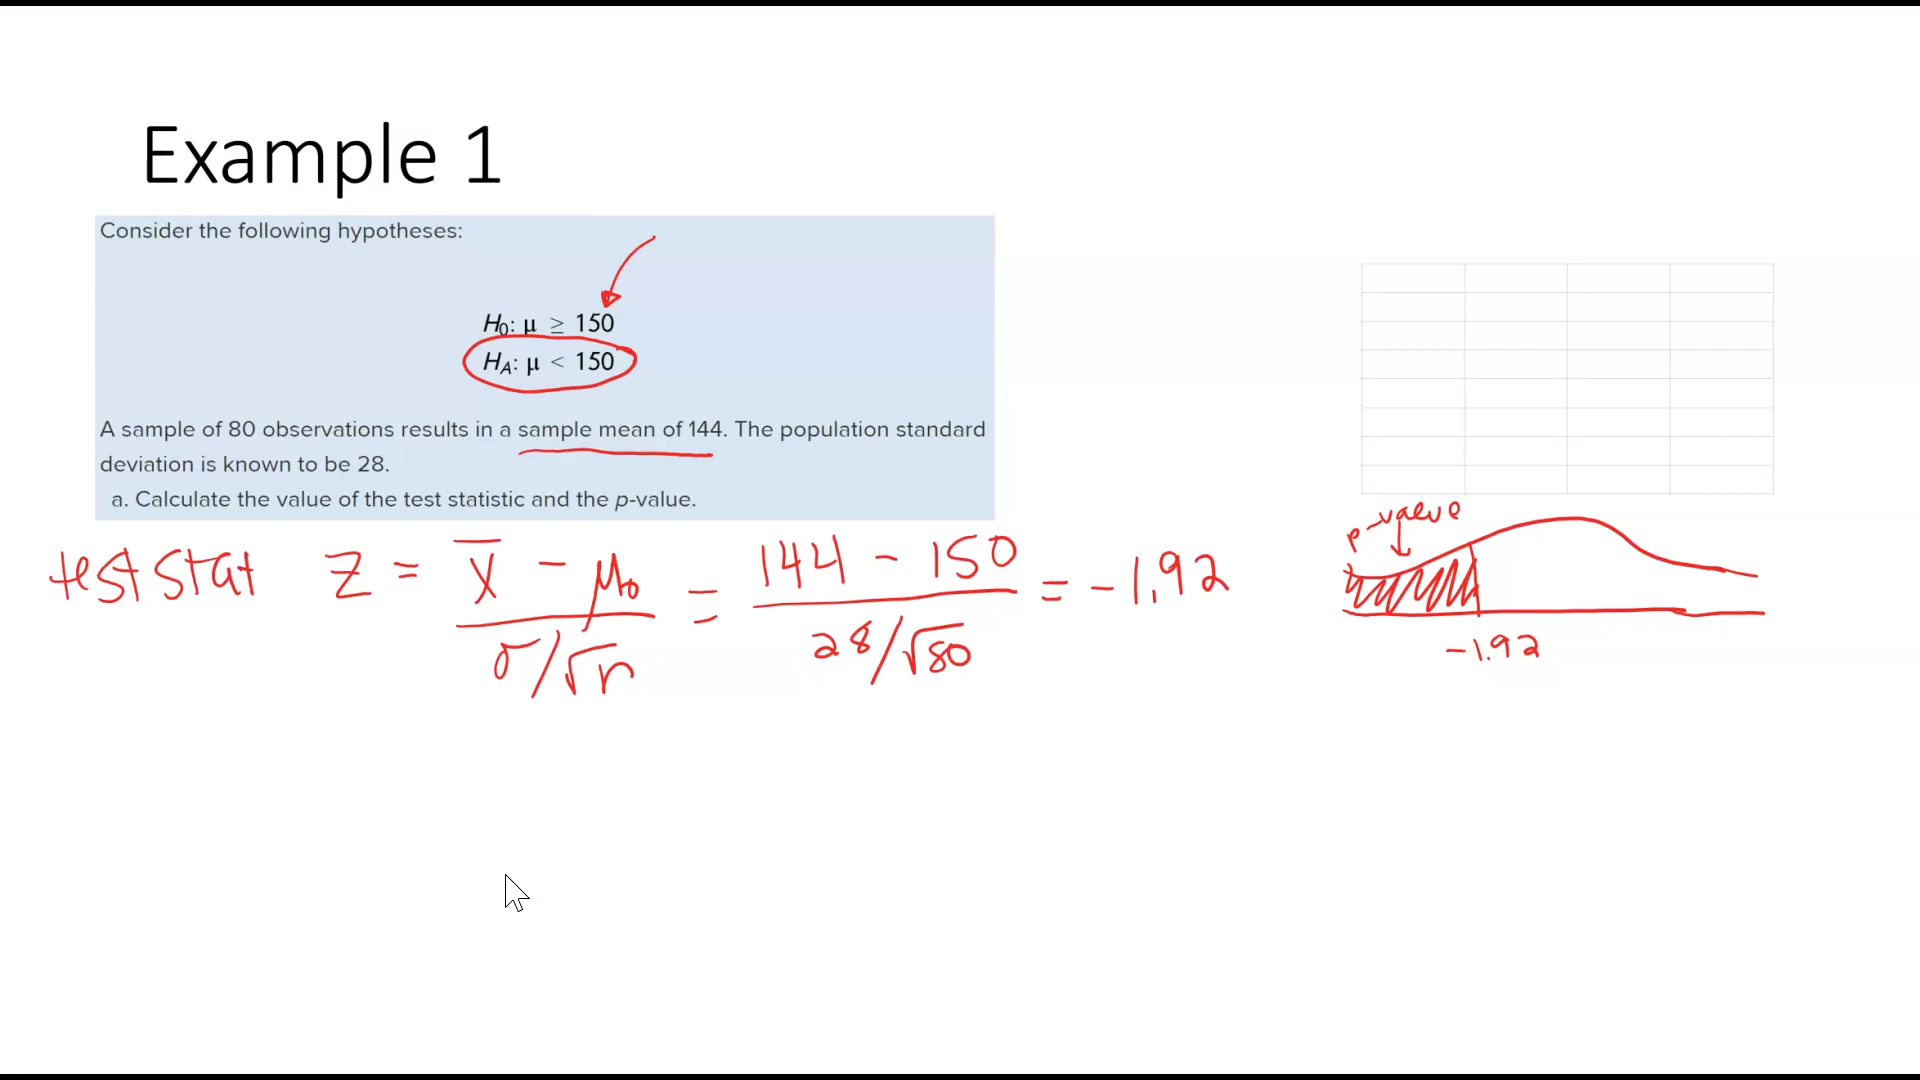 Example 1
Consider the following hypotheses:
H0: μ ≥ 150
HA: μ < 150
A sample of 80 observations results in a sample mean of 144. The population standard
deviation is known to be 28.
a. Calculate the value of the test statistic and the p-value.
test stat z = x̄ - μ0 / σ/√n = 144 - 150 / 28/√80 = -1.92
p-value
-1.92